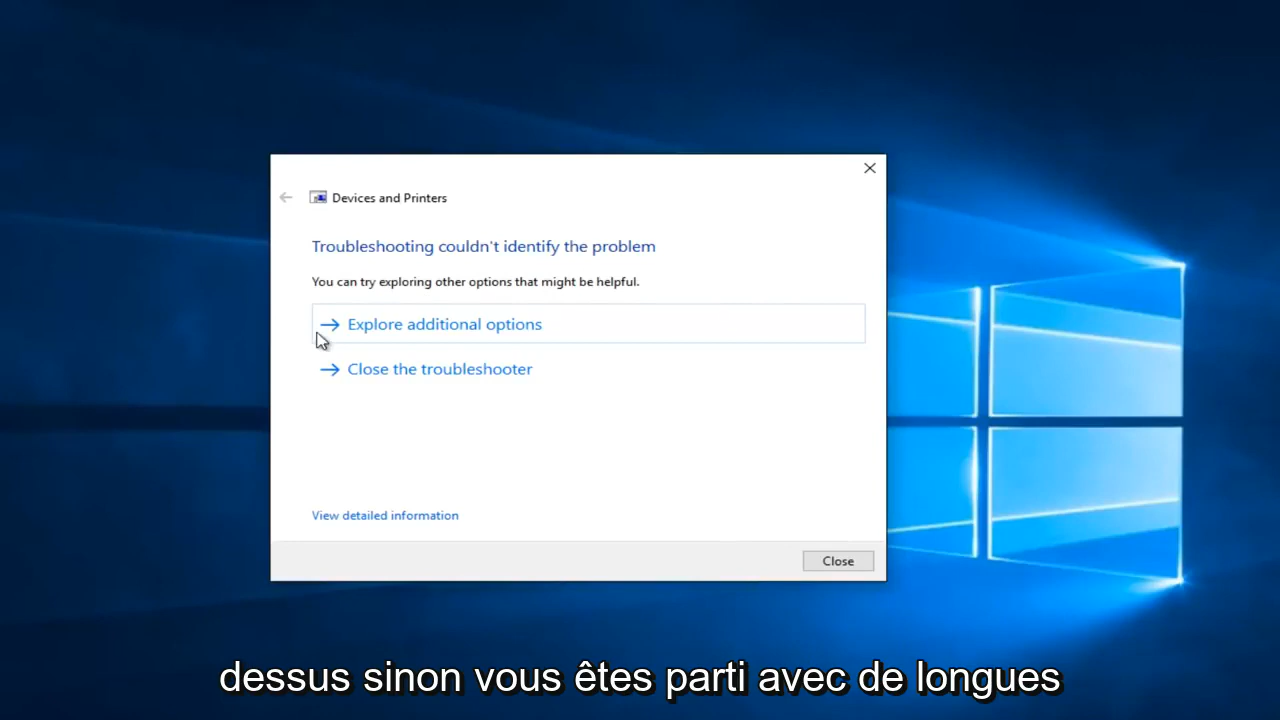 Devices and Printers
Troubleshooting couldn't identify the problem
You can try exploring other options that might be helpful.
Explore additional options
Close the troubleshooter
View detailed information
Close
dessus sinon vous êtes parti avec de longues